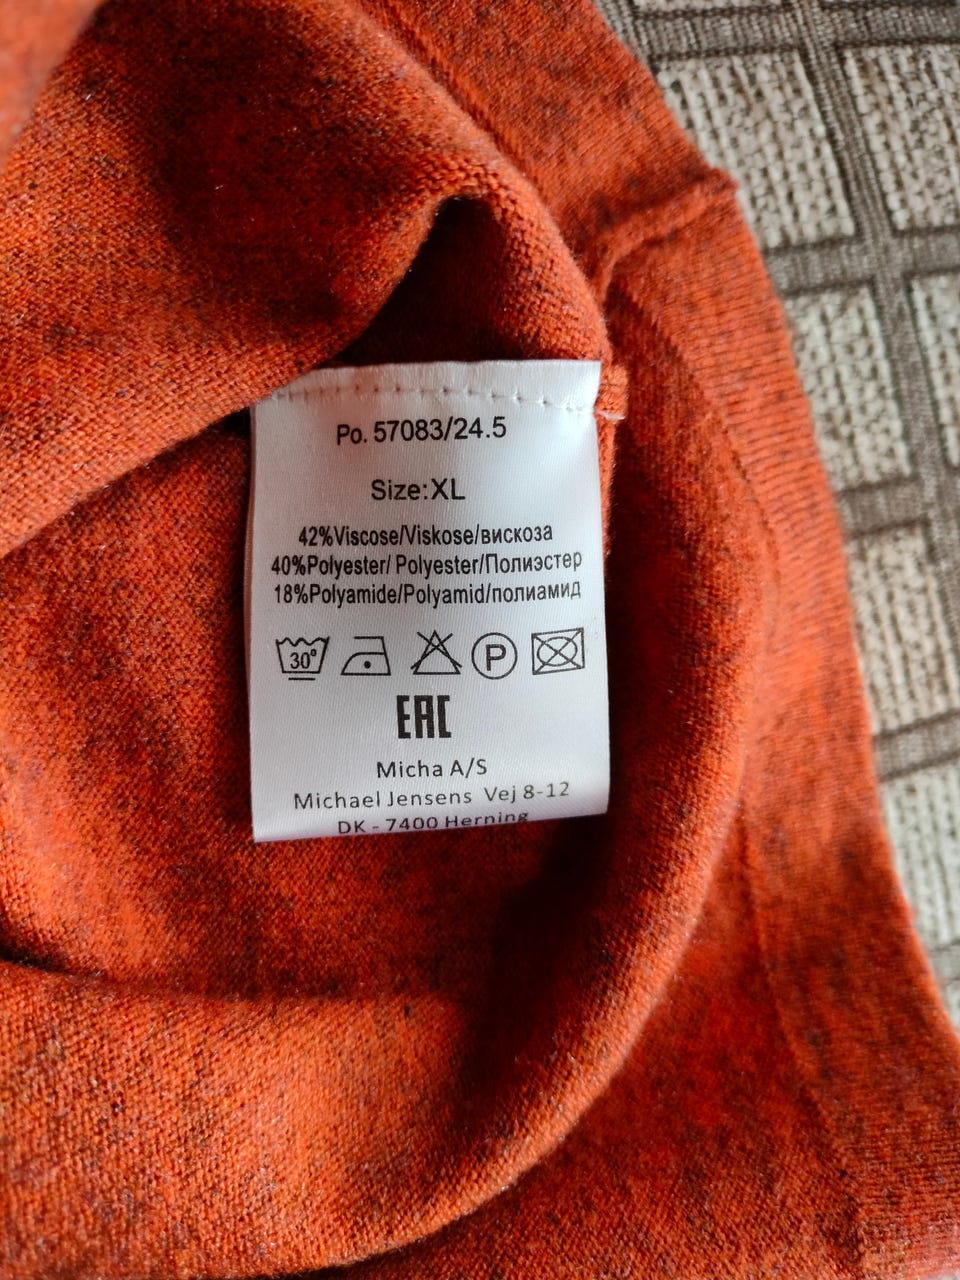 Po. 57083/24.5
Size:XL
42%Viscose/Viskose/вискоза
40%Polyester/ Polyester/Полиэстер
18%Polyamide/Polyamid/полиамид
30° P
EAC
Micha A/S
Michael Jensens Vej 8-12
DK - 7400 Herning